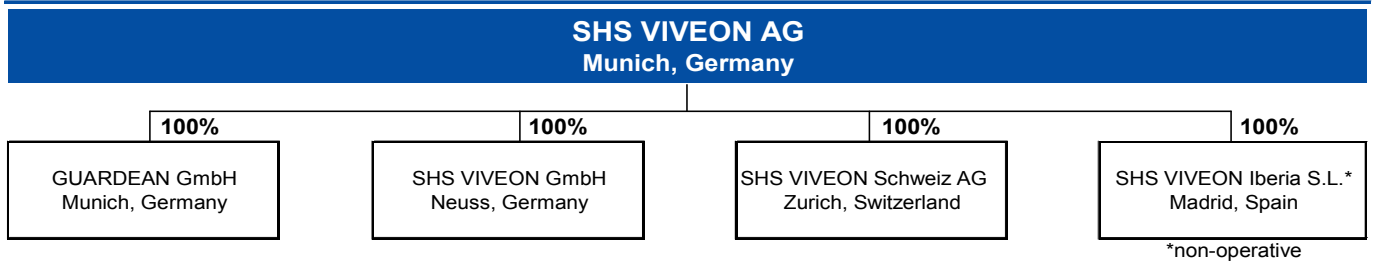 SHS VIVEON AG
Munich, Germany
100%
100%
100%
100%
GUARDEAN GmbH
Munich, Germany
SHS VIVEON GmbH
Neuss, Germany
SHS VIVEON Schweiz AG
Zurich, Switzerland
SHS VIVEON Iberia S.L.*
Madrid, Spain
*non-operative